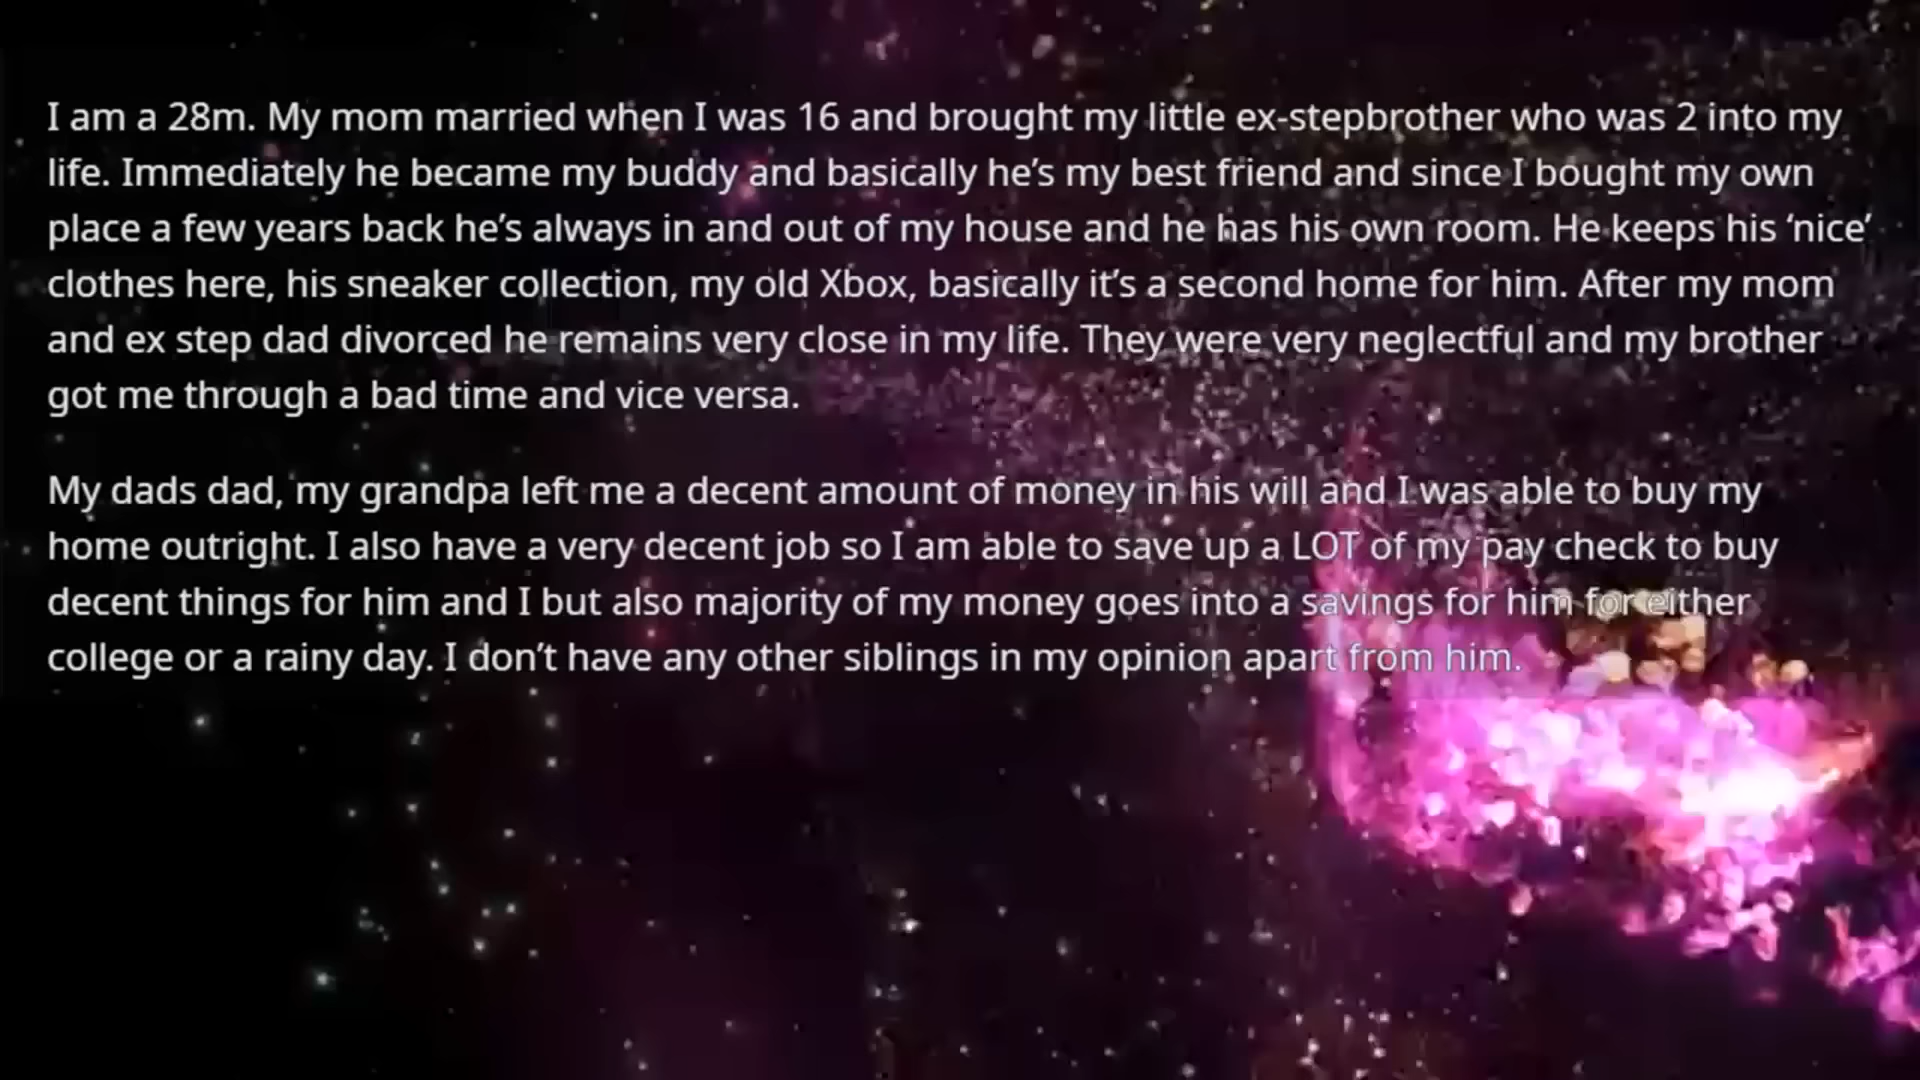 I am a 28m. My mom married when I was 16 and brought my little ex-stepbrother who was 2 into my
life. Immediately he became my buddy and basically he’s my best friend and since I bought my own
place a few years back he’s always in and out of my house and he has his own room. He keeps his ‘nice’
clothes here, his sneaker collection, my old Xbox, basically it’s a second home for him. After my mom
and ex step dad divorced he remains very close in my life. They were very neglectful and my brother
got me through a bad time and vice versa.
My dads dad, my grandpa left me a decent amount of money in his will and I was able to buy my
home outright. I also have a very decent job so I am able to save up a LOT of my pay check to buy
decent things for him and I but also majority of my money goes into a savings for him for either
college or a rainy day. I don’t have any other siblings in my opinion apart from him.